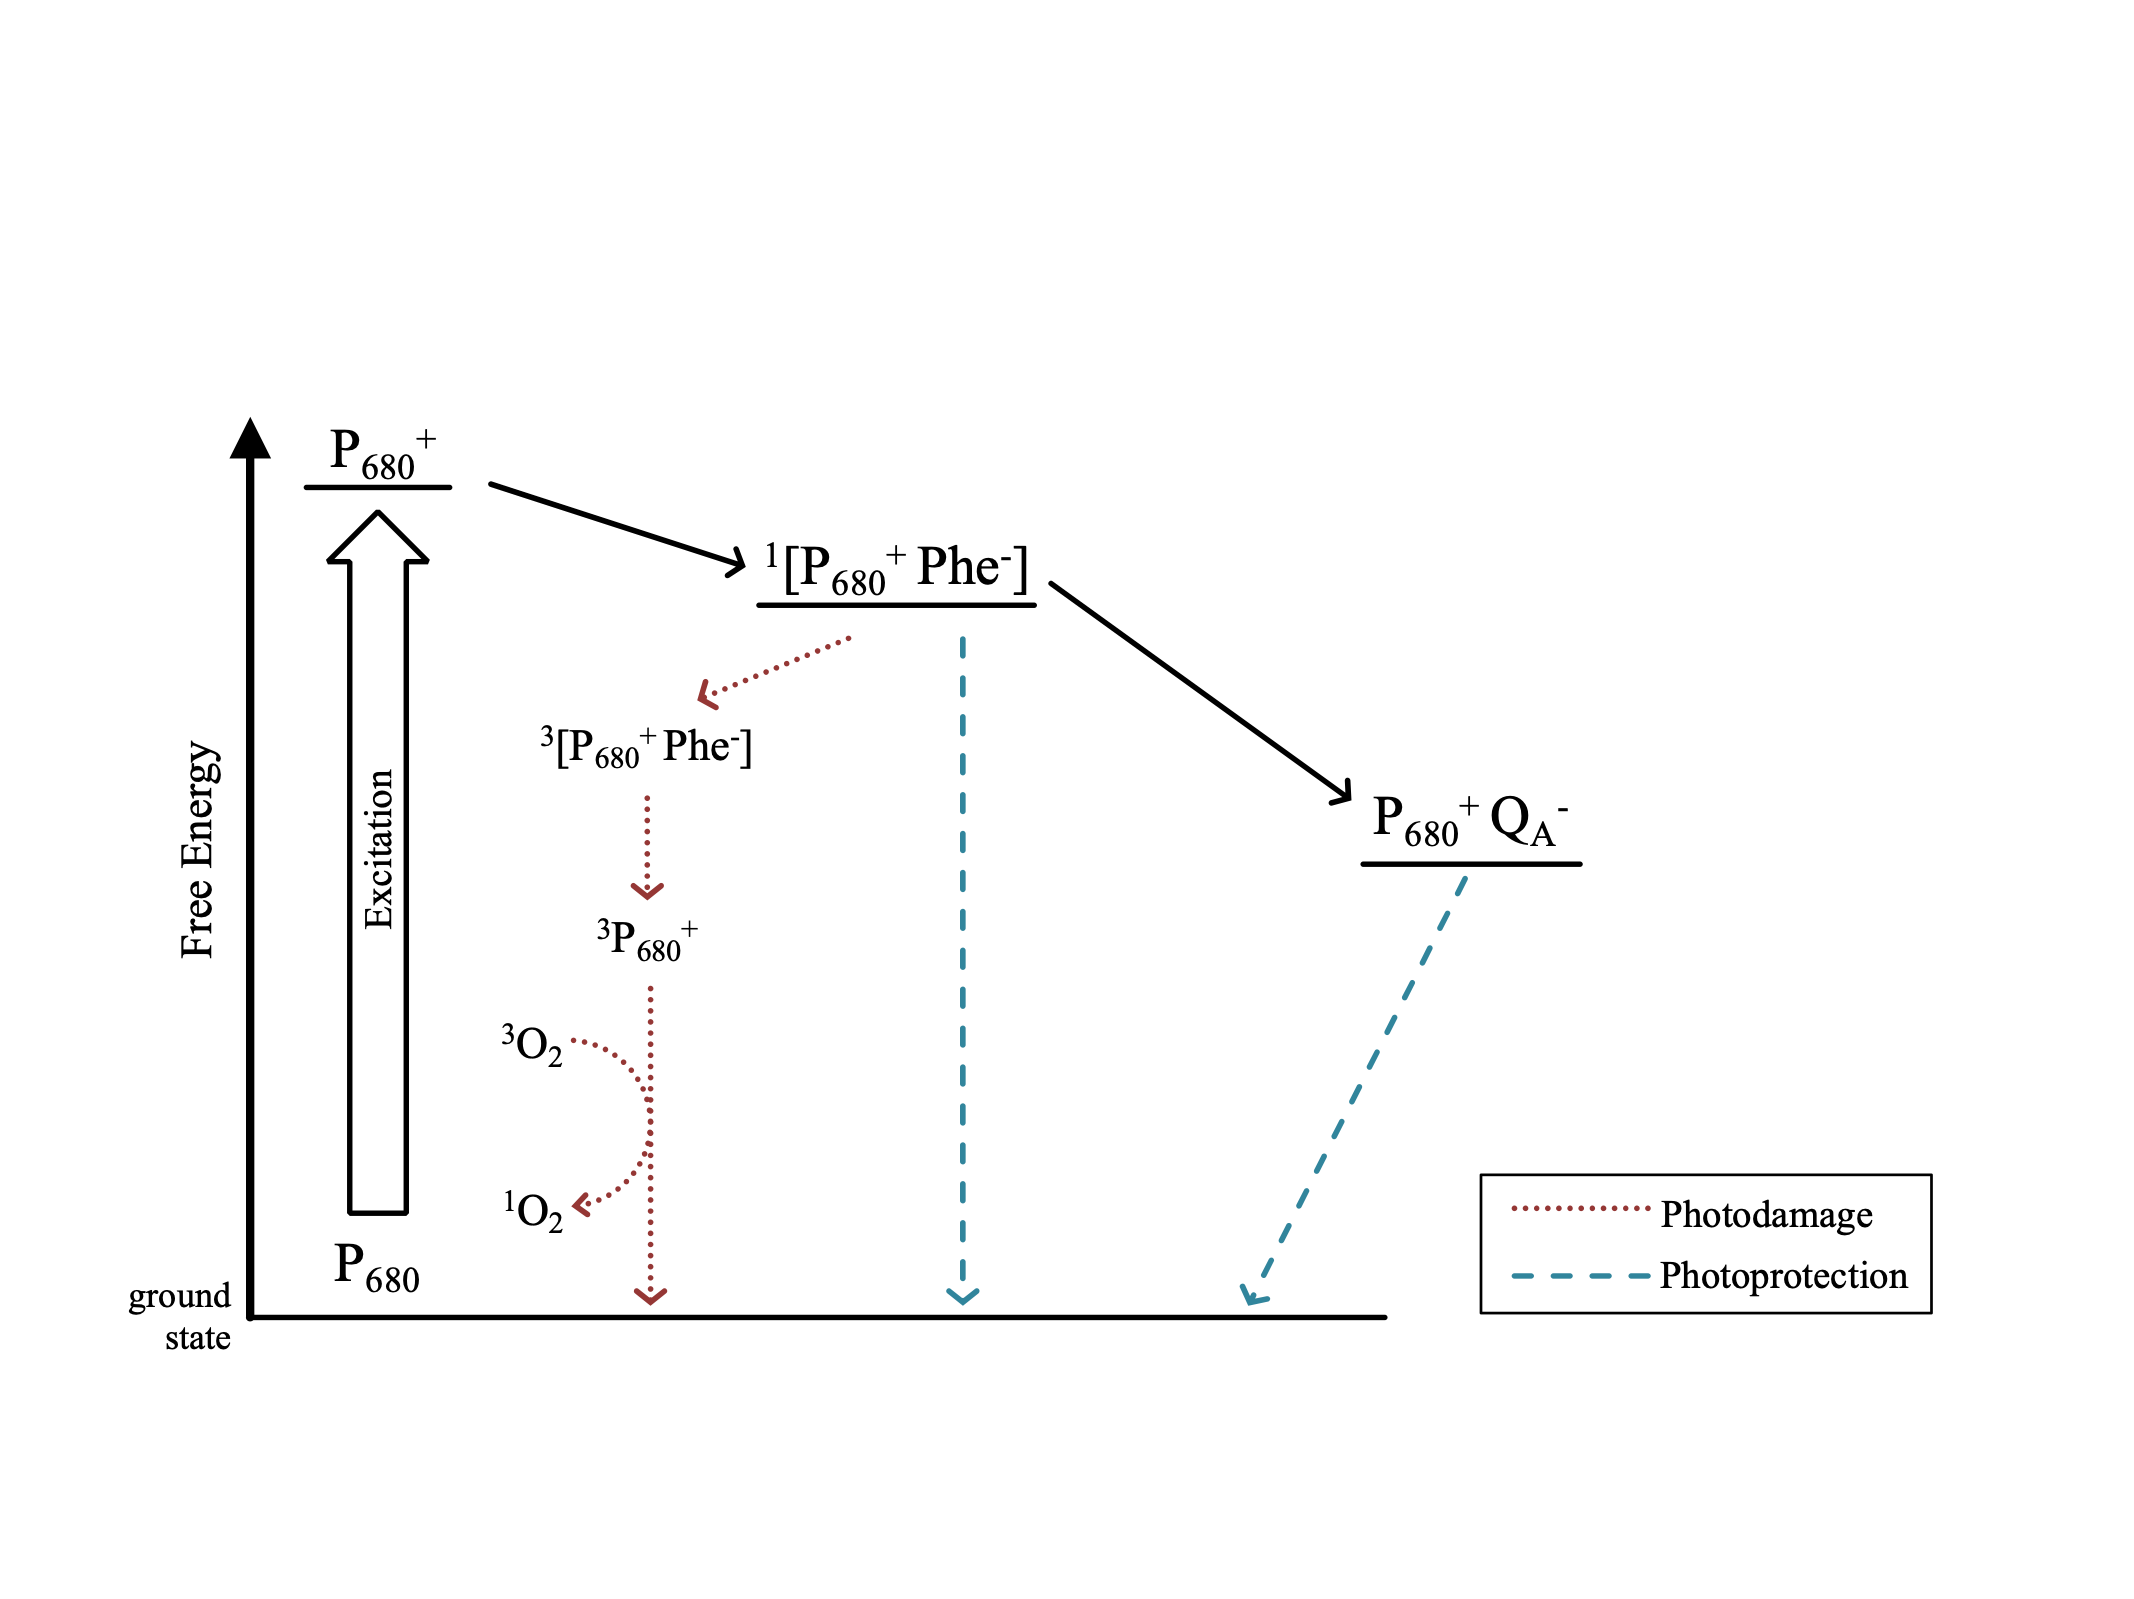 P₆₈₀⁺
¹[P₆₈₀⁺ Phe⁻]
³[P₆₈₀⁺ Phe⁻]
P₆₈₀⁺ Q_A⁻
Free Energy
Excitation
³P₆₈₀⁺
³O₂
¹O₂
P₆₈₀
ground
state
Photodamage
Photoprotection